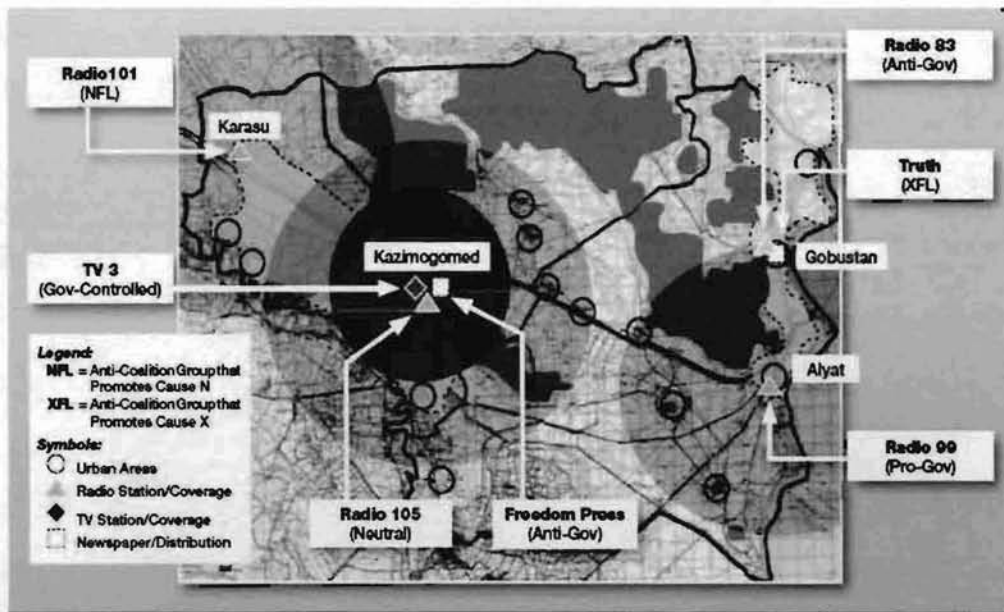 Radio101
(NFL)
Karasu
Radio 83
(Anti-Gov)
Truth
(XFL)
Kazimogomed
Gobustan
TV 3
(Gov-Controlled)
Alyat
Legend:
NFL = Anti-Coalition Group that
Promotes Cause N
XFL = Anti-Coalition Group that
Promotes Cause X
Symbols:
Urban Areas
Radio Station/Coverage
TV Station/Coverage
Newspaper/Distribution
Radio 105
(Neutral)
Freedom Press
(Anti-Gov)
Radio 99
(Pro-Gov)